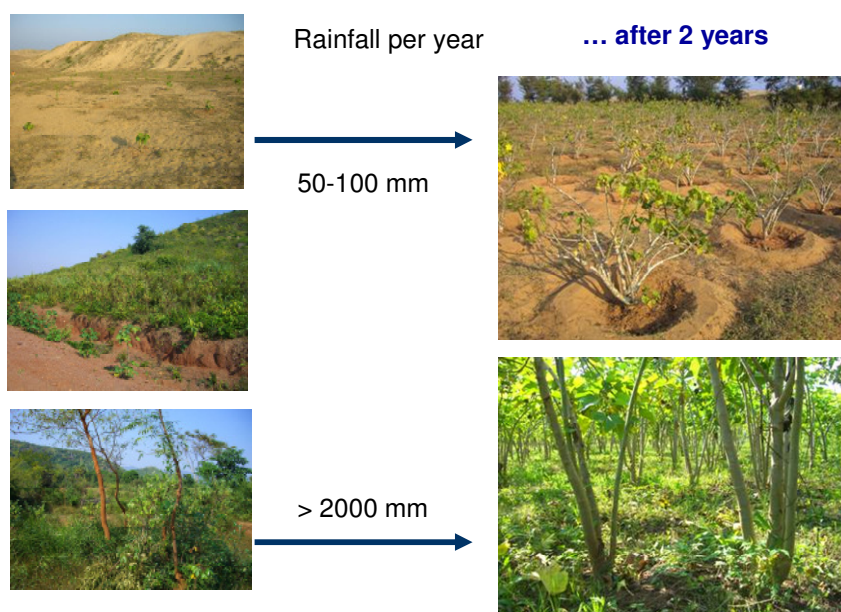 Rainfall per year
... after 2 years
50-100 mm
> 2000 mm